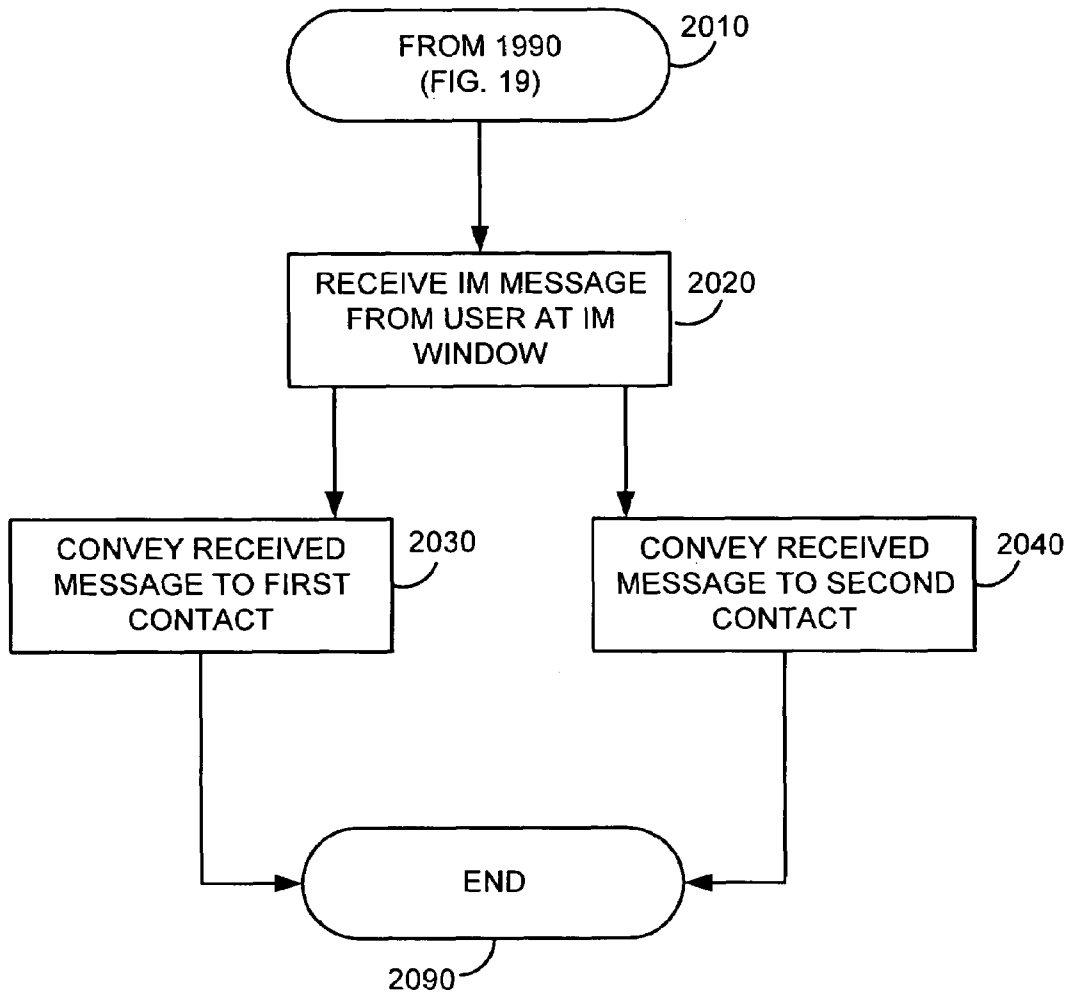 FROM 1990
(FIG. 19)
2010
RECEIVE IM MESSAGE
FROM USER AT IM
WINDOW
2020
CONVEY RECEIVED
MESSAGE TO FIRST
CONTACT
2030
CONVEY RECEIVED
MESSAGE TO SECOND
CONTACT
2040
END
2090